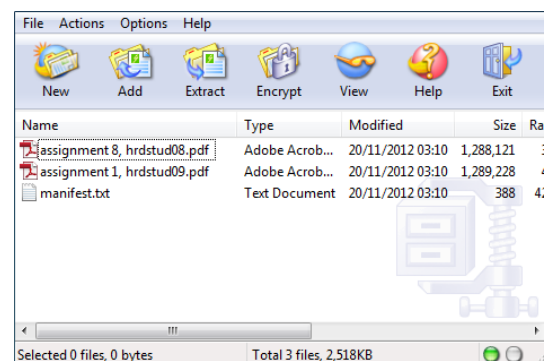 File Actions Options Help
New Add Extract Encrypt View Help Exit
Name Type Modified Size Ra
assignment 8, hrdstud08.pdf Adobe Acrob... 20/11/2012 03:10 1,288,121
assignment 1, hrdstud09.pdf Adobe Acrob... 20/11/2012 03:10 1,289,228
manifest.txt Text Document 20/11/2012 03:10 388 42
Selected 0 files, 0 bytes Total 3 files, 2,518KB